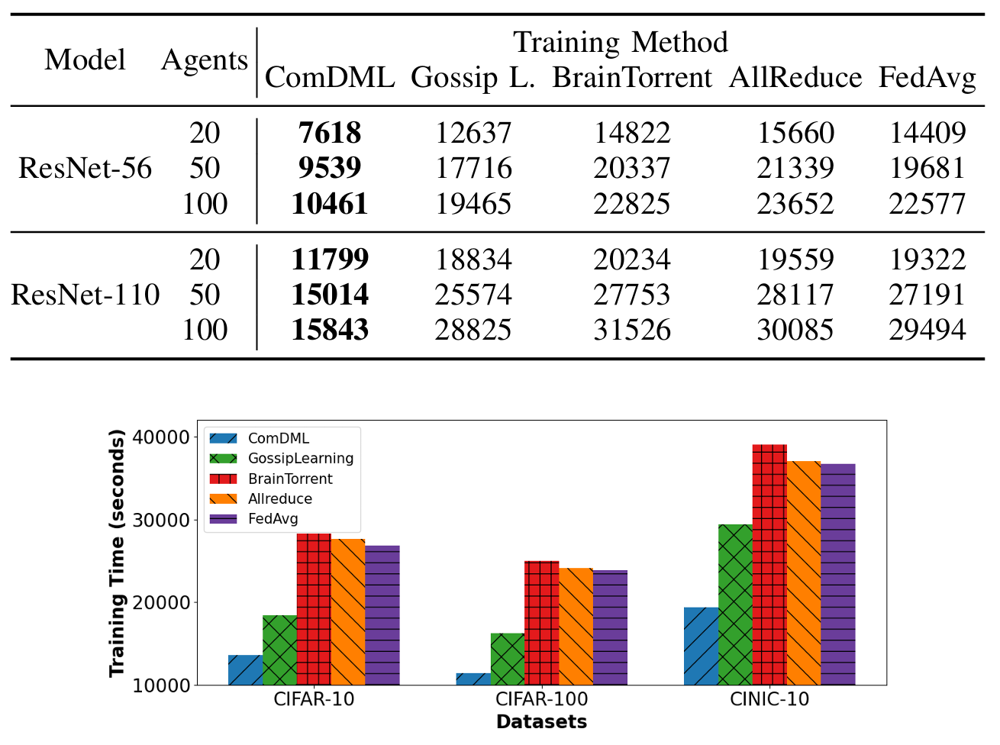 Training Method
Model Agents
ComDML Gossip L. BrainTorrent AllReduce FedAvg
20 7618 12637 14822 15660 14409
ResNet-56 50 9539 17716 20337 21339 19681
100 10461 19465 22825 23652 22577
20 11799 18834 20234 19559 19322
ResNet-110 50 15014 25574 27753 28117 27191
100 15843 28825 31526 30085 29494
Training Time (seconds)
40000
30000
20000
10000
ComDML
GossipLearning
BrainTorrent
Allreduce
FedAvg
CIFAR-10 CIFAR-100 CINIC-10
Datasets